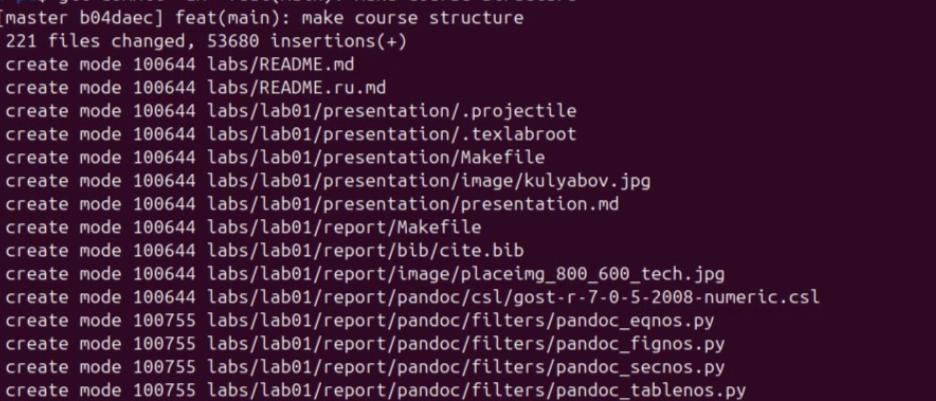 [master b04daec] feat(main): make course structure
221 files changed, 53680 insertions(+)
create mode 100644 labs/README.md
create mode 100644 labs/README.ru.md
create mode 100644 labs/lab01/presentation/.projectile
create mode 100644 labs/lab01/presentation/.texlabroot
create mode 100644 labs/lab01/presentation/Makefile
create mode 100644 labs/lab01/presentation/image/kulyabov.jpg
create mode 100644 labs/lab01/presentation/presentation.md
create mode 100644 labs/lab01/report/Makefile
create mode 100644 labs/lab01/report/bib/cite.bib
create mode 100644 labs/lab01/report/image/placeimg_800_600_tech.jpg
create mode 100644 labs/lab01/report/pandoc/csl/gost-r-7-0-5-2008-numeric.csl
create mode 100755 labs/lab01/report/pandoc/filters/pandoc_eqnos.py
create mode 100755 labs/lab01/report/pandoc/filters/pandoc_fignos.py
create mode 100755 labs/lab01/report/pandoc/filters/pandoc_secnos.py
create mode 100755 labs/lab01/report/pandoc/filters/pandoc_tablenos.py